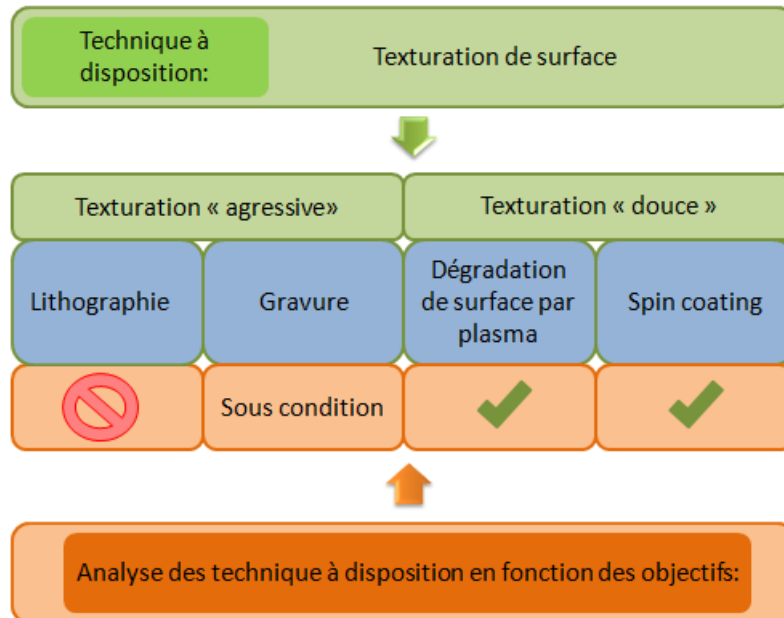 Technique à
disposition:
Texturation de surface
Texturation « agressive»
Texturation « douce »
Lithographie
Gravure
Dégradation
de surface par
plasma
Spin coating
Sous condition
Analyse des technique à disposition en fonction des objectifs: